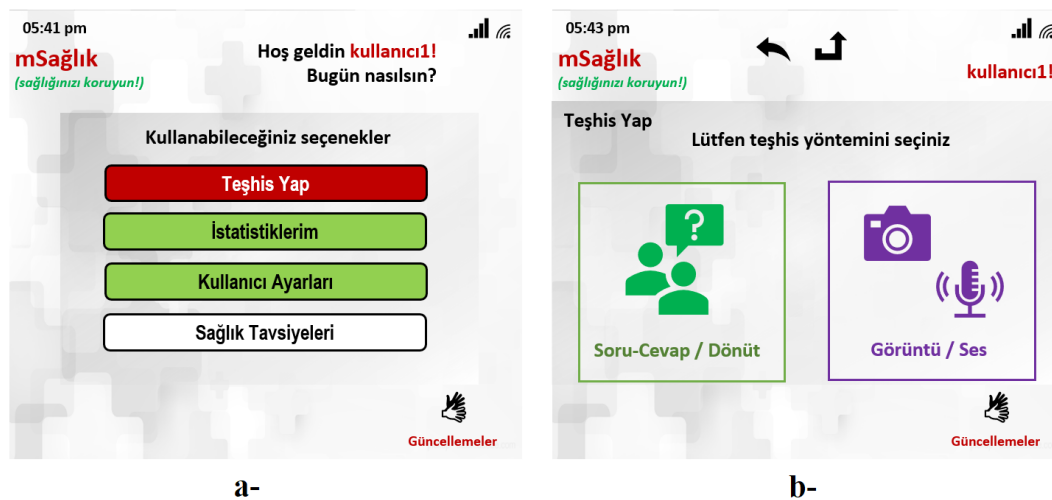 05:41 pm
mSağlık
(sağlığınızı koruyun!)
Hoş geldin kullanıcı1!
Bugün nasılsın?
Kullanabileceğiniz seçenekler
Teşhis Yap
İstatistiklerim
Kullanıcı Ayarları
Sağlık Tavsiyeleri
Güncellemeler
a-
05:43 pm
mSağlık
(sağlığınızı koruyun!)
kullanıcı1!
Teşhis Yap
Lütfen teşhis yöntemini seçiniz
?
Soru-Cevap / Dönüt
Görüntü / Ses
Güncellemeler
b-